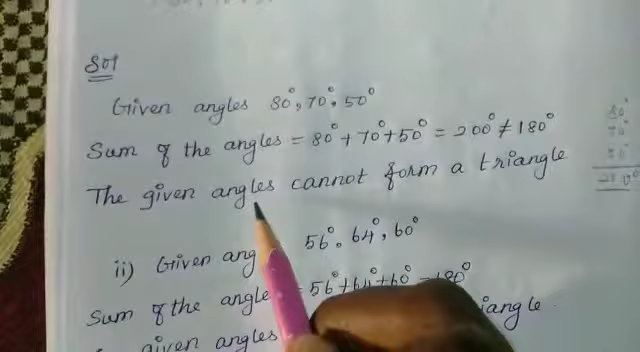 Sol
Given angles 80°, 70°, 50°
Sum of the angles = 80° + 70° + 50° = 200° ≠ 180°
The given angles cannot form a triangle
ii) Given ang 56°. 64°, 60°
Sum of the angle = 56° + 64° + 60° = 180°
given angles iangle.